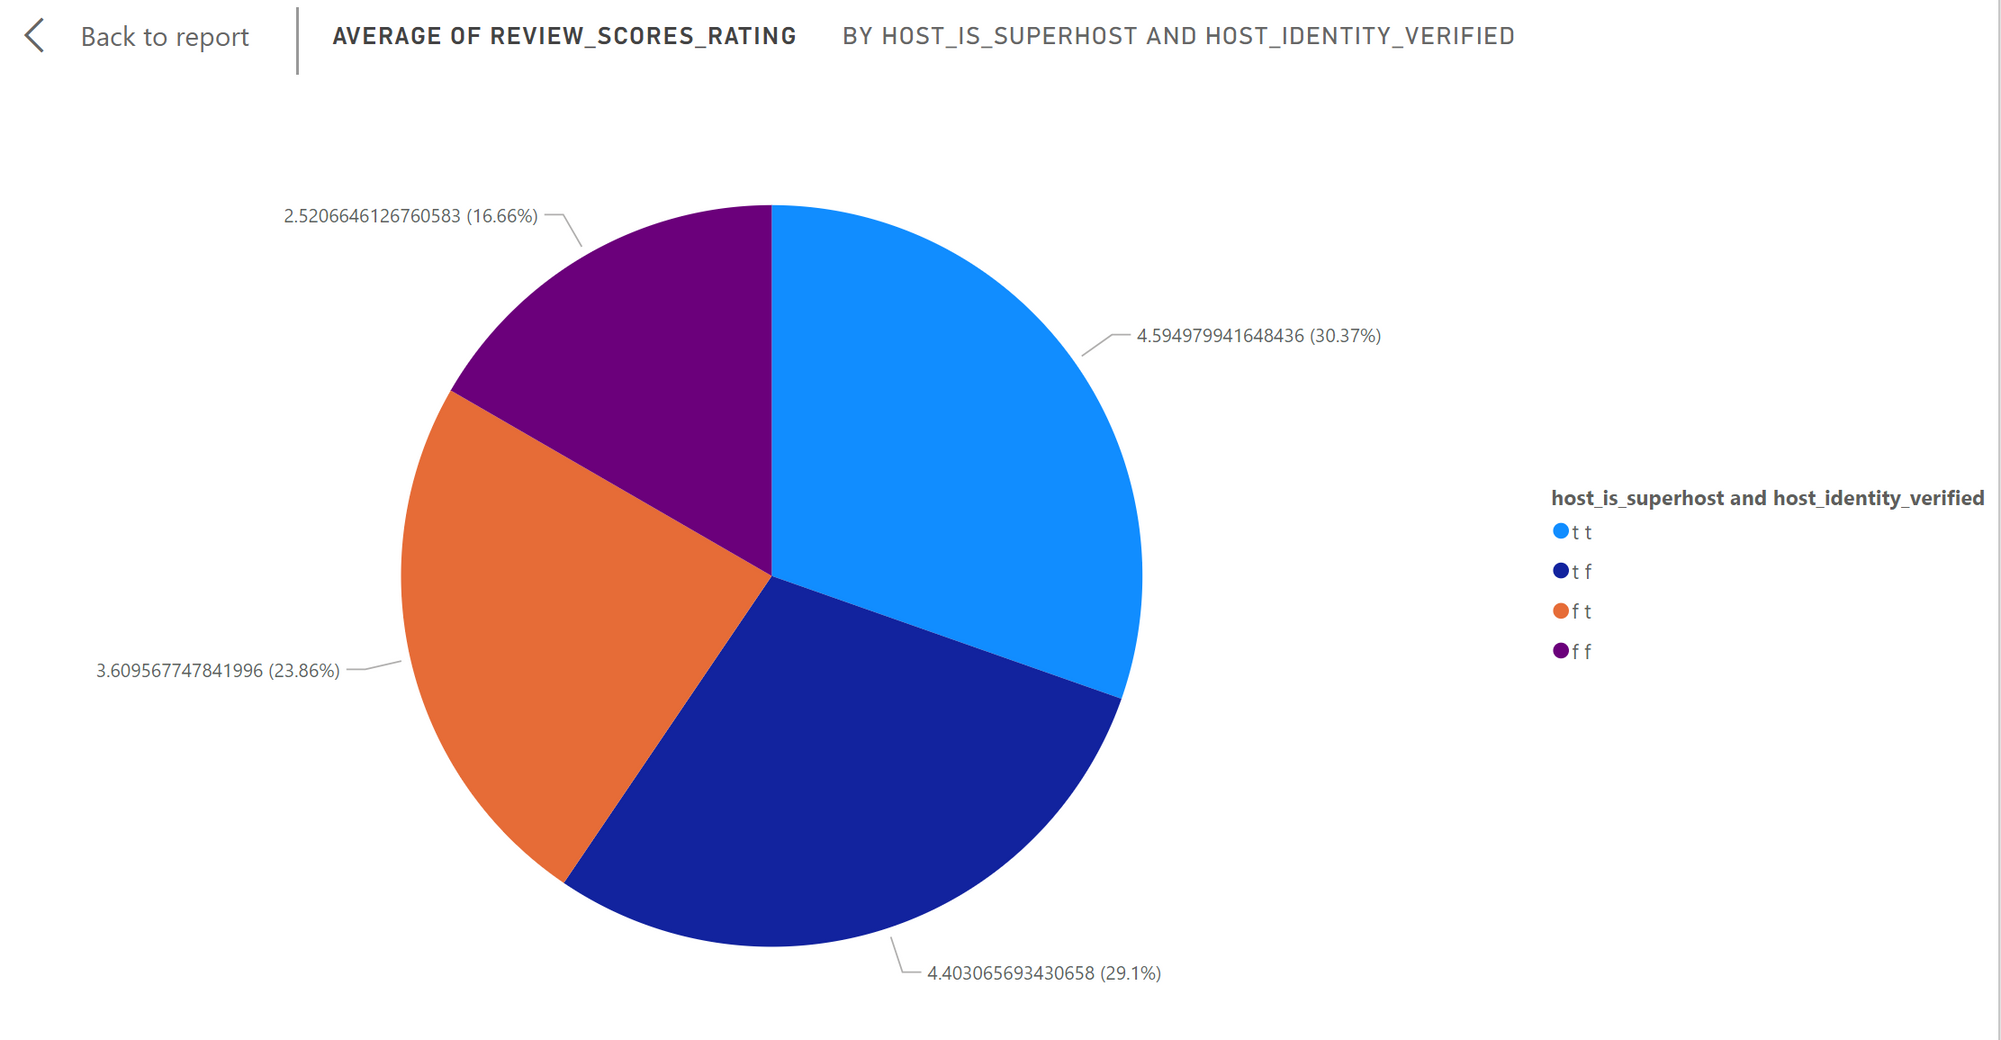 Back to report
AVERAGE OF REVIEW_SCORES_RATING BY HOST_IS_SUPERHOST AND HOST_IDENTITY_VERIFIED
2.5206646126760583 (16.66%)
4.594979941648436 (30.37%)
3.609567747841996 (23.86%)
4.403065693430658 (29.1%)
host_is_superhost and host_identity_verified
t t
t f
f t
f f